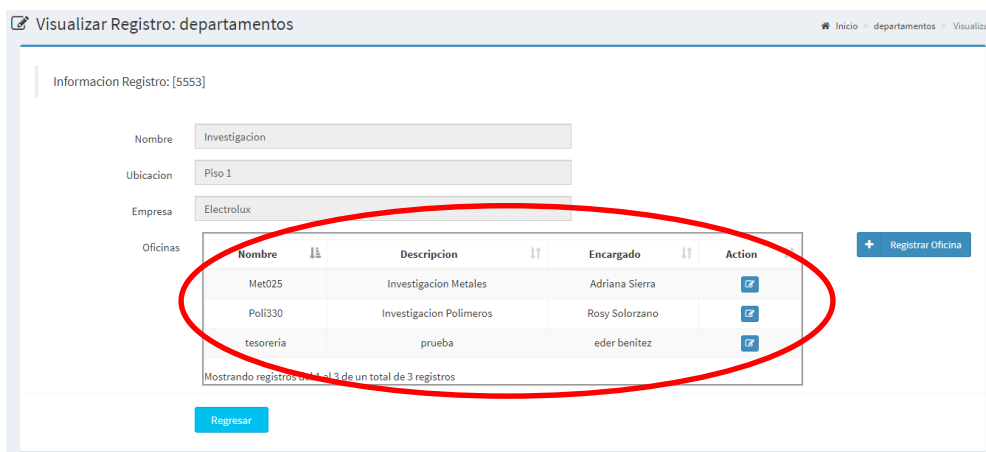 Visualizar Registro: departamentos
Inicio > departamentos > Visualiza
Informacion Registro: [5553]
Nombre Investigacion
Ubicacion Piso 1
Empresa Electrolux
Oficinas
Nombre Descripcion Encargado Action
Met025 Investigacion Metales Adriana Sierra
Poli330 Investigacion Polimeros Rosy Solorzano
tesoreria prueba eder benitez
Mostrando registros del 1 al 3 de un total de 3 registros
+ Registrar Oficina
Regresar